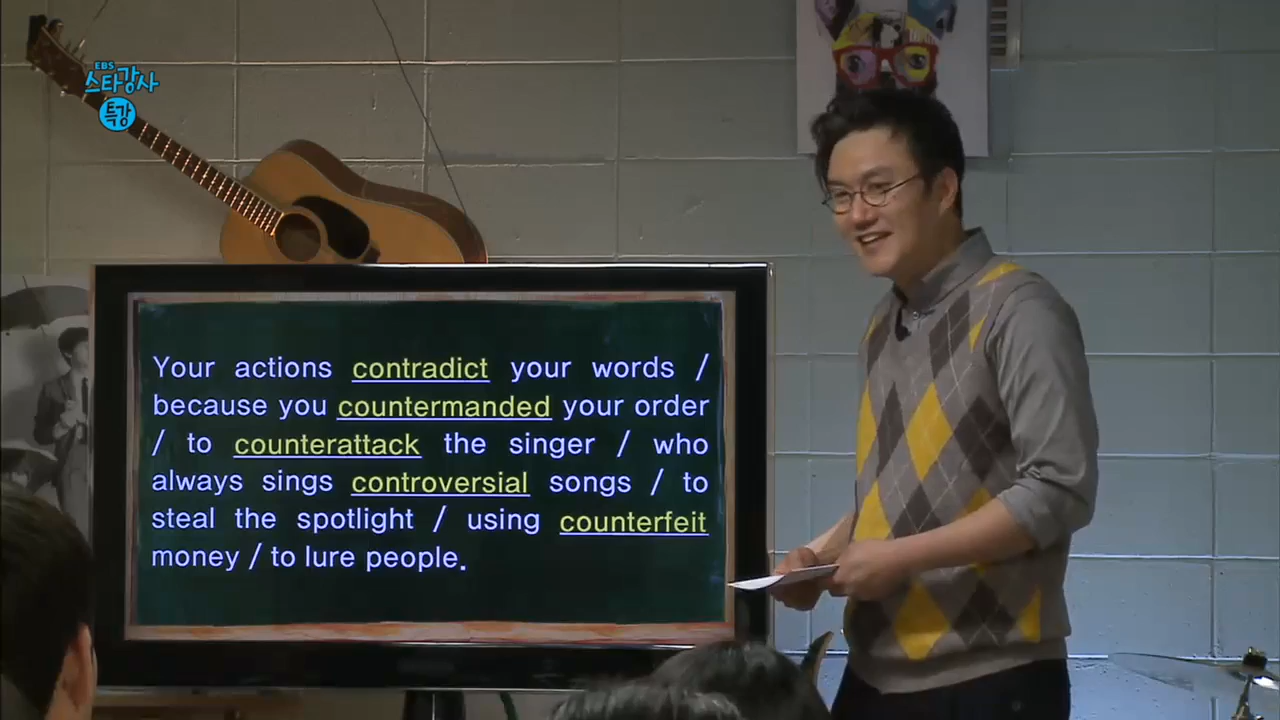 EBS
스타강사
특강
Your actions contradict your words /
because you countermanded your order
/ to counterattack the singer / who
always sings controversial songs / to
steal the spotlight / using counterfeit
money / to lure people.